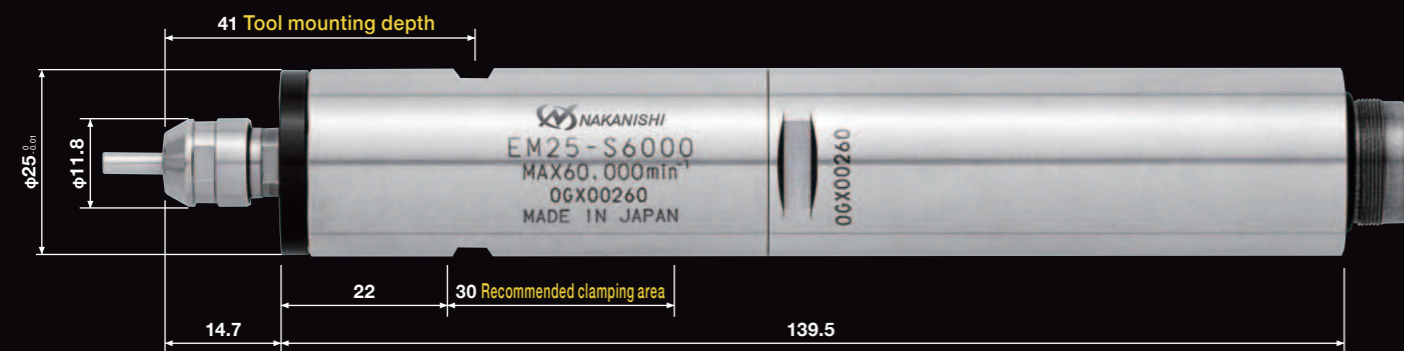 41 Tool mounting depth
φ25 0 -0.01
φ11.8
NAKANISHI
EM25-S6000
MAX60,000min⁻¹
0GX00260
MADE IN JAPAN
0GX00260
22
30 Recommended clamping area
14.7
139.5